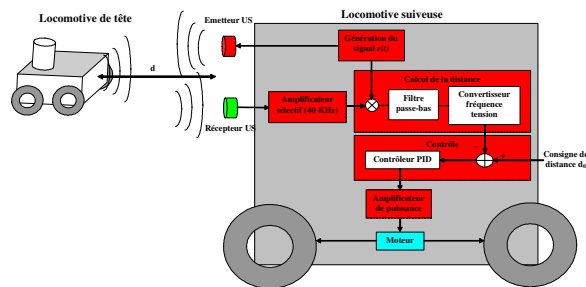 Locomotive de tête
Locomotive suiveuse
Emetteur US
Génération du
signal e(t)
d
Calcul de la distance
Amplificateur
sélectif (40 KHz)
Filtre
passe-bas
Convertisseur
fréquence
tension
Récepteur US
Contrôle
-
+
Contrôleur PID
Consigne de
distance d₀
Amplificateur
de puissance
Moteur